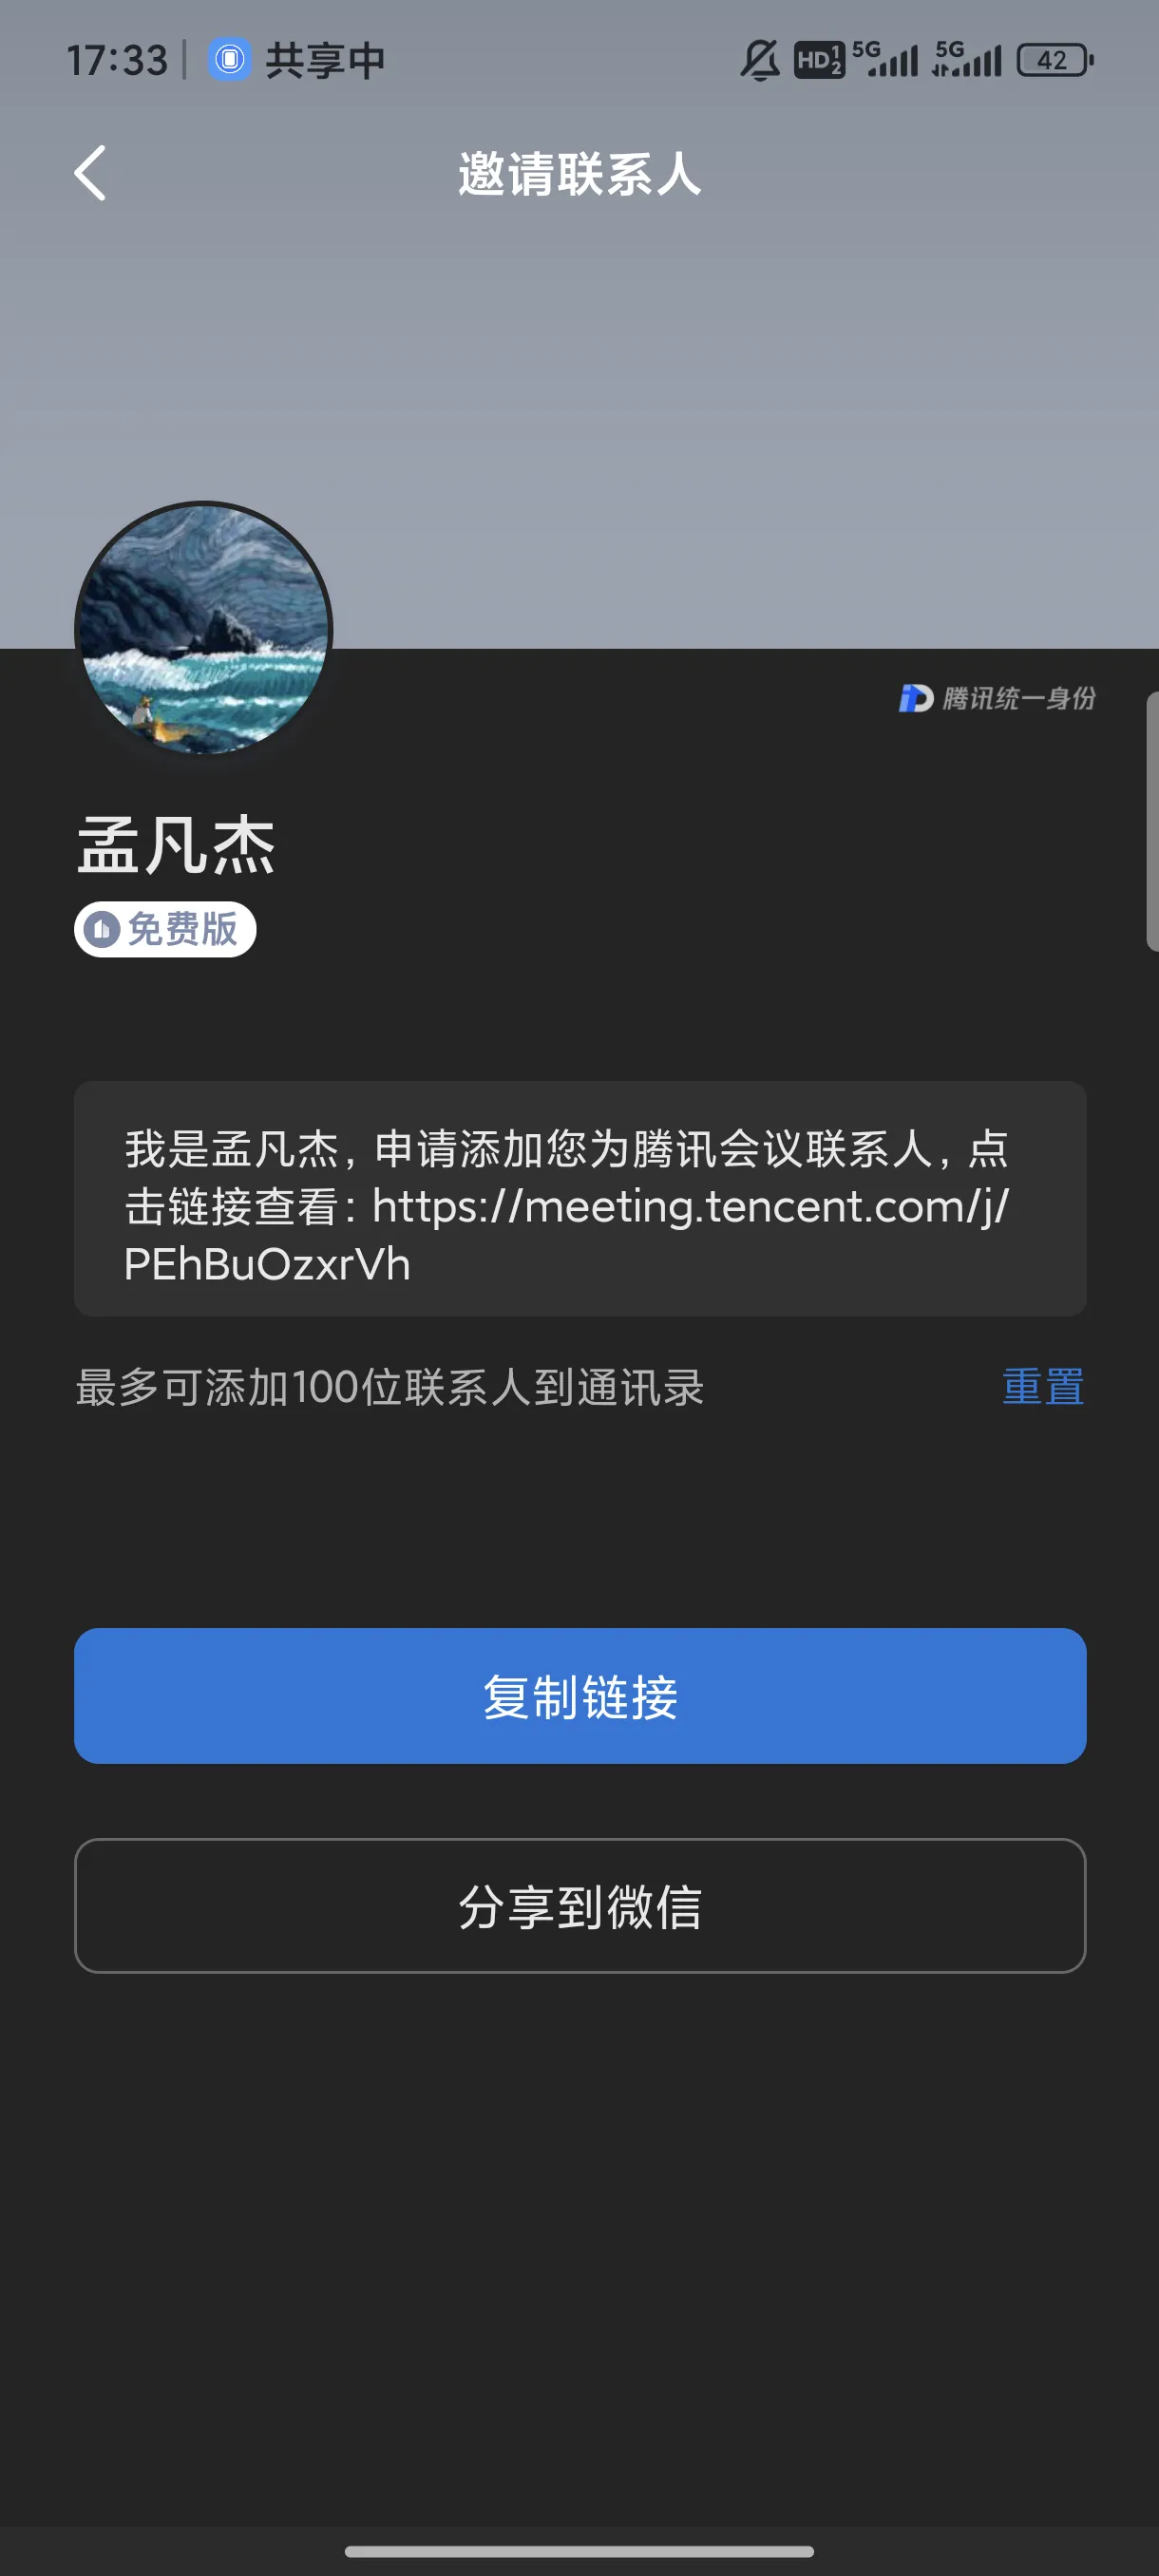 17:33 共享中 HD 1 2 5G 5G 42
邀请联系人
腾讯统一身份
孟凡杰
免费版
我是孟凡杰，申请添加您为腾讯会议联系人，点
击链接查看：https://meeting.tencent.com/j/
PEhBuOzxrVh
最多可添加100位联系人到通讯录 重置
复制链接
分享到微信